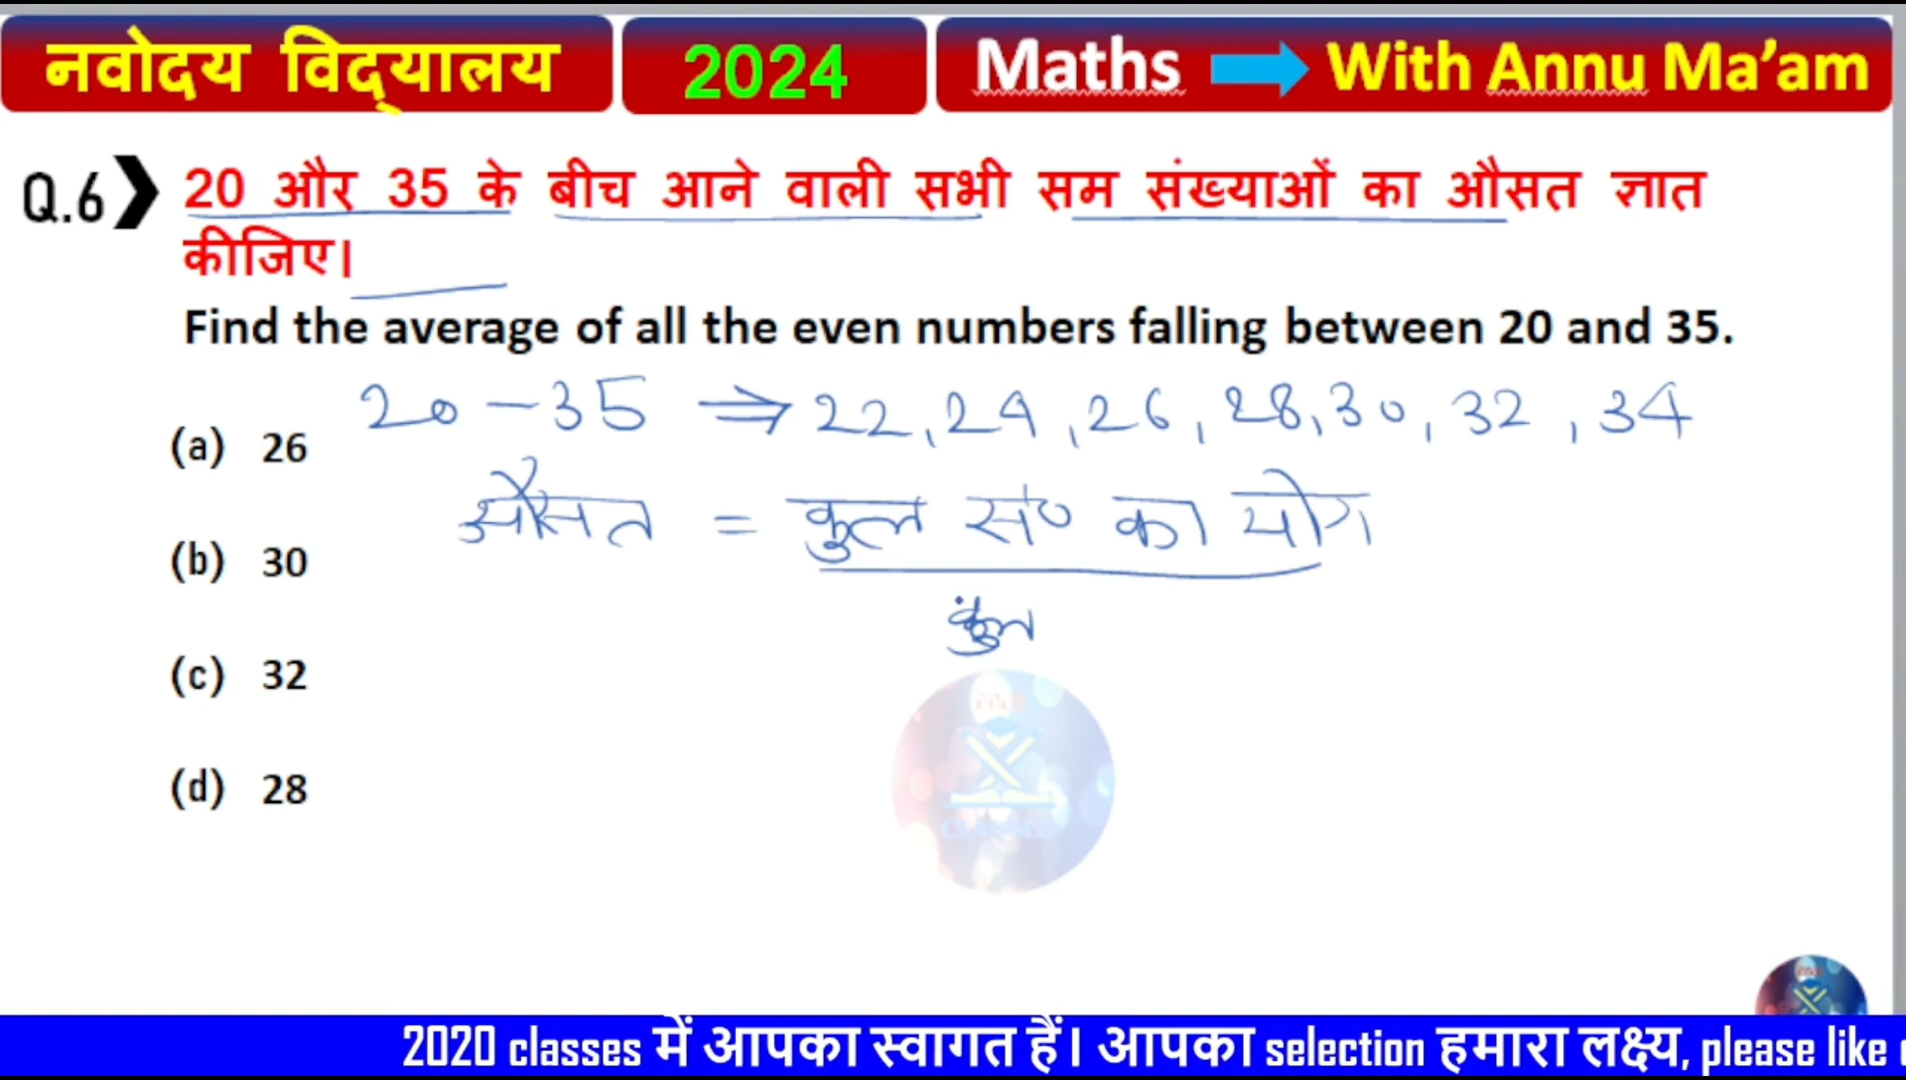 नवोदय विद्यालय 2024 Maths With Annu Ma’am
Q.6 20 और 35 के बीच आने वाली सभी सम संख्याओं का औसत ज्ञात
कीजिए।
Find the average of all the even numbers falling between 20 and 35.
20 – 35 ⇒ 22, 24, 26, 28, 30, 32, 34
(a) 26
औसत = कुल सं० का योग
(b) 30
कुल
(c) 32
(d) 28
2020 classes में आपका स्वागत हैं। आपका selection हमारा लक्ष्य, please like